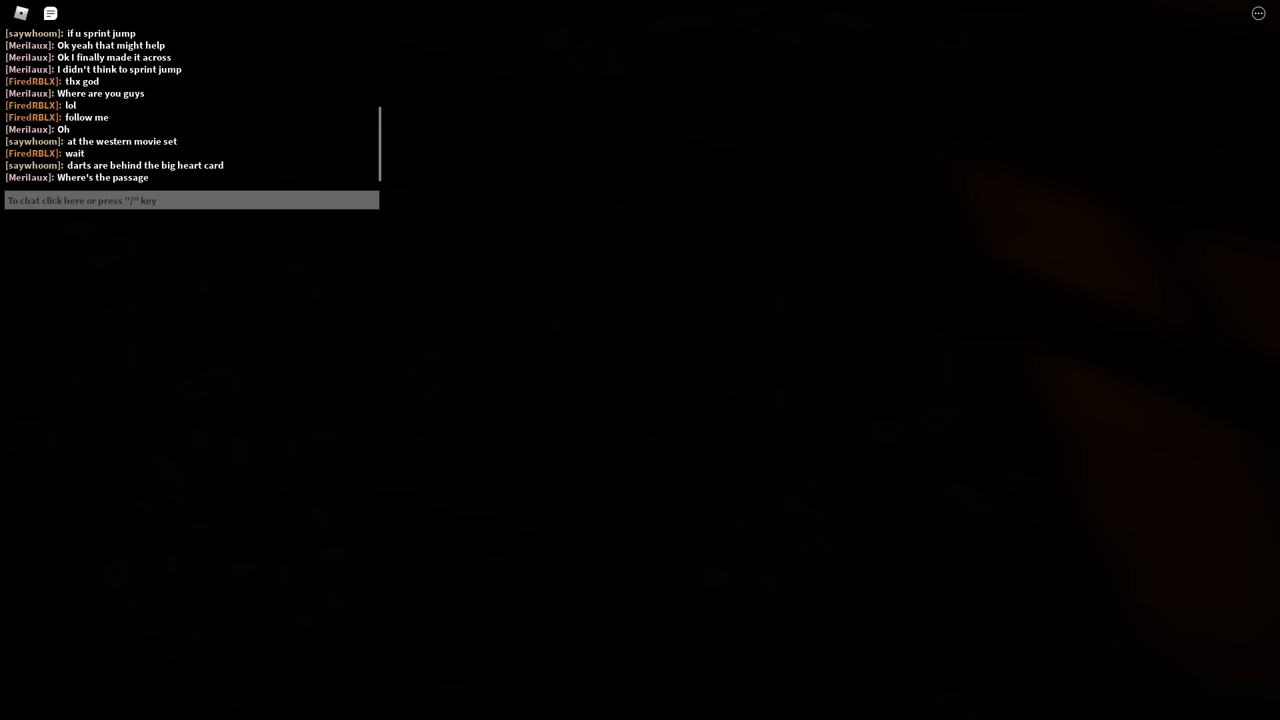 [saywhoom]: if u sprint jump
[Merilaux]: Ok yeah that might help
[Merilaux]: Ok I finally made it across
[Merilaux]: I didn't think to sprint jump
[FiredRBLX]: thx god
[Merilaux]: Where are you guys
[FiredRBLX]: lol
[FiredRBLX]: follow me
[Merilaux]: Oh
[saywhoom]: at the western movie set
[FiredRBLX]: wait
[saywhoom]: darts are behind the big heart card
[Merilaux]: Where's the passage
To chat click here or press "/" key